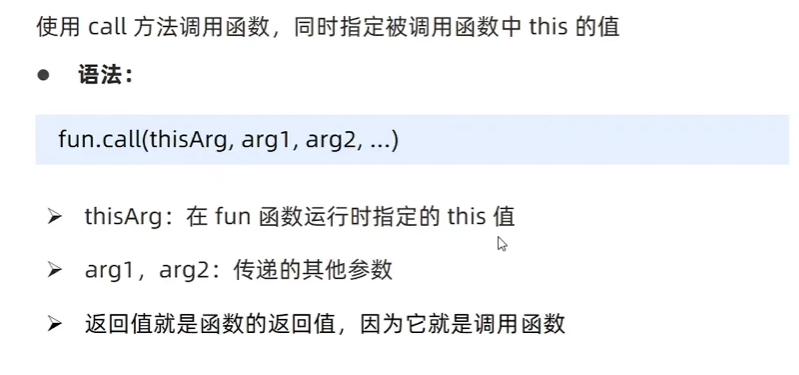 使用 call 方法调用函数，同时指定被调用函数中 this 的值
● 语法：
fun.call(thisArg, arg1, arg2, ...)
➢ thisArg：在 fun 函数运行时指定的 this 值
➢ arg1，arg2：传递的其他参数
➢ 返回值就是函数的返回值，因为它就是调用函数